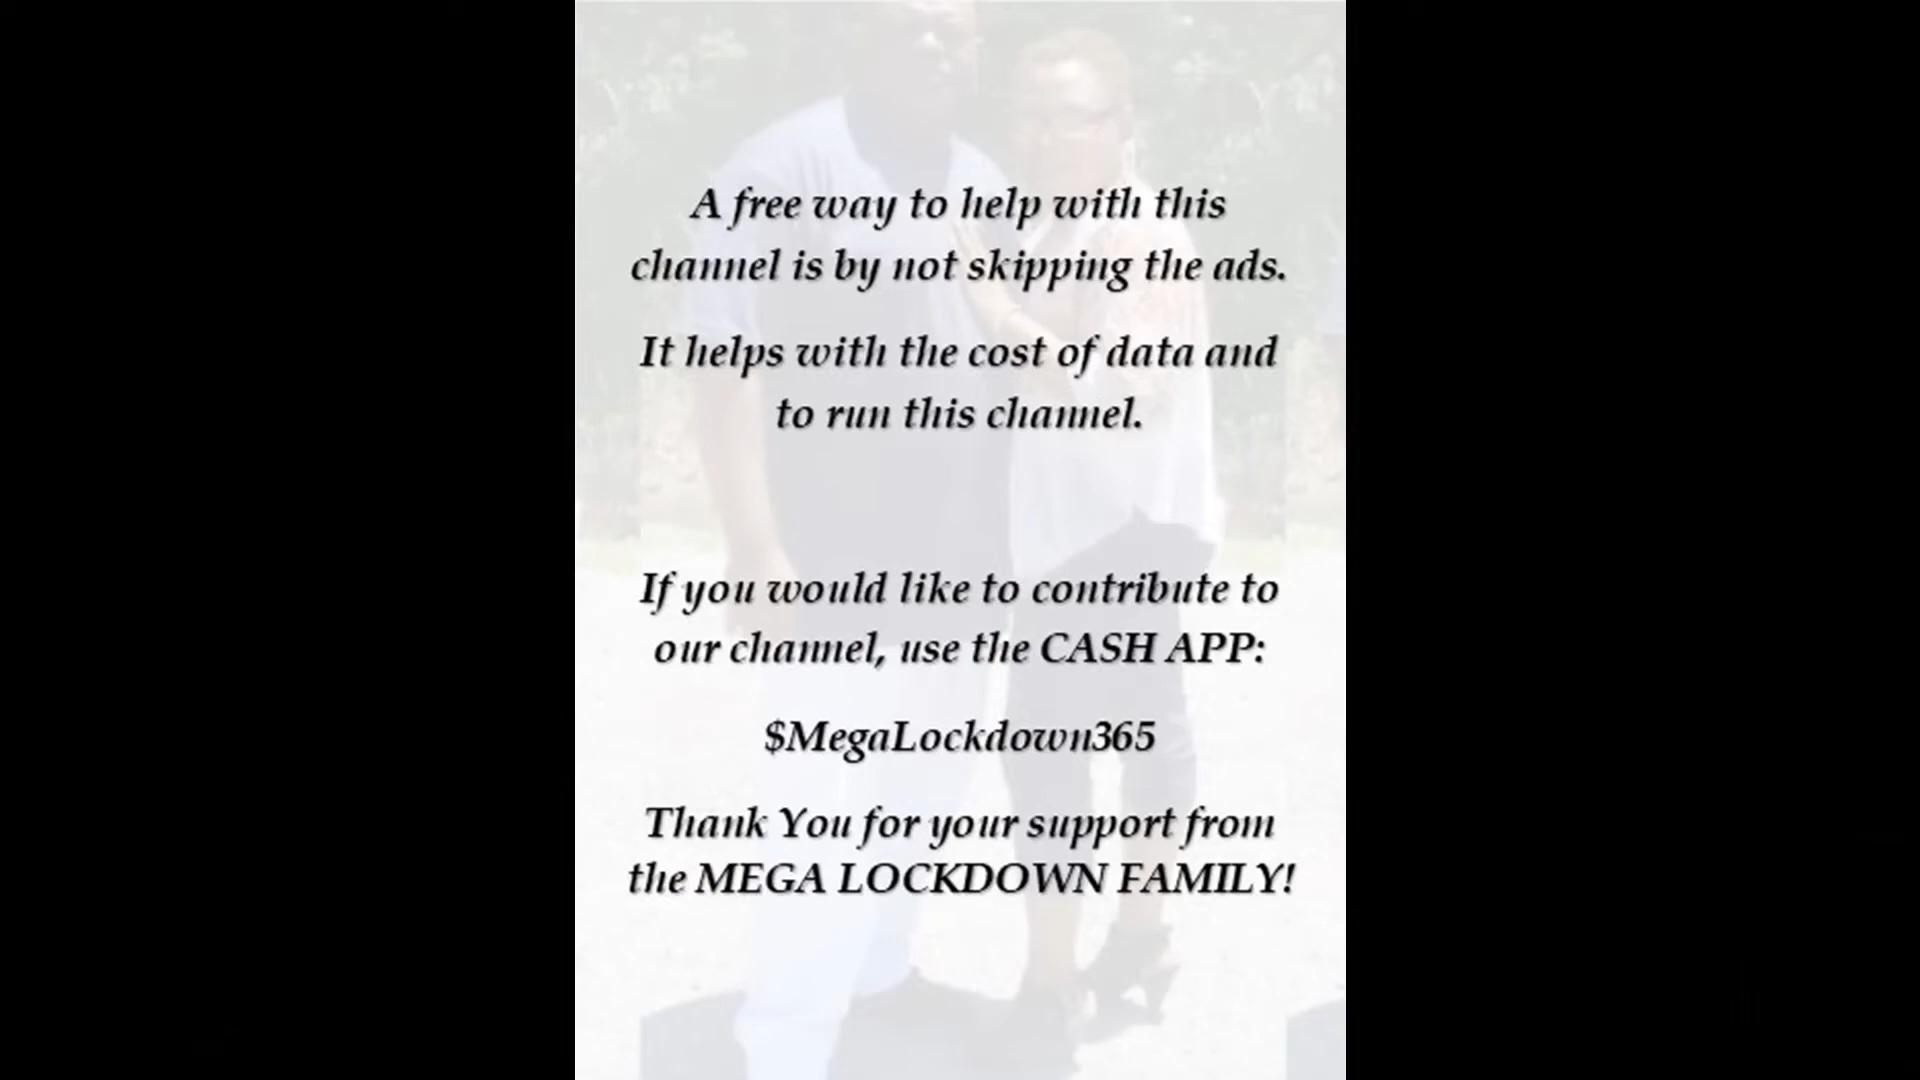 A free way to help with this
channel is by not skipping the ads.
It helps with the cost of data and
to run this channel.
If you would like to contribute to
our channel, use the CASH APP:
$MegaLockdown365
Thank You for your support from
the MEGA LOCKDOWN FAMILY!